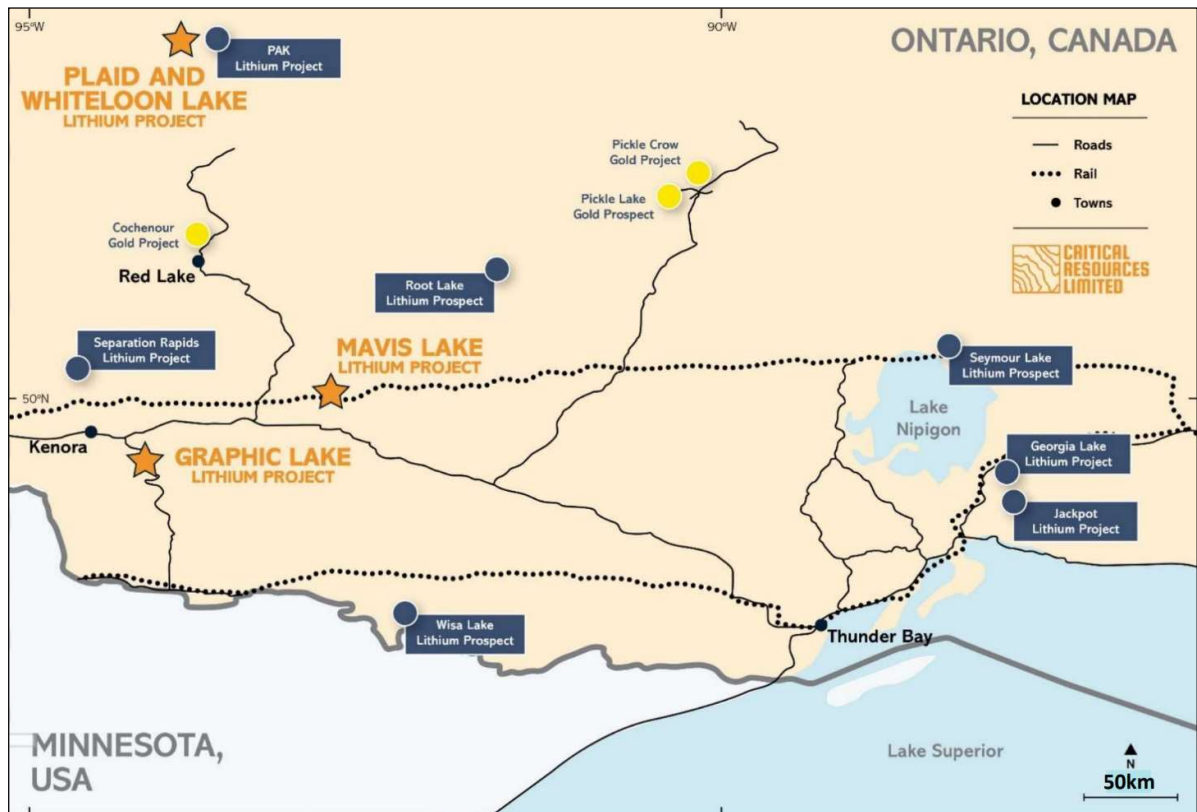 95°W
90°W
ONTARIO, CANADA
PAK
Lithium Project
PLAID AND
WHITELOON LAKE
LITHIUM PROJECT
LOCATION MAP
Roads
Rail
Towns
CRITICAL
RESOURCES
LIMITED
Pickle Crow
Gold Project
Pickle Lake
Gold Prospect
Cochenour
Gold Project
Red Lake
Root Lake
Lithium Prospect
Separation Rapids
Lithium Project
MAVIS LAKE
LITHIUM PROJECT
Seymour Lake
Lithium Prospect
50°N
Lake
Nipigon
Kenora
GRAPHIC LAKE
LITHIUM PROJECT
Georgia Lake
Lithium Project
Jackpot
Lithium Project
Wisa Lake
Lithium Prospect
Thunder Bay
MINNESOTA,
USA
Lake Superior
N
50km